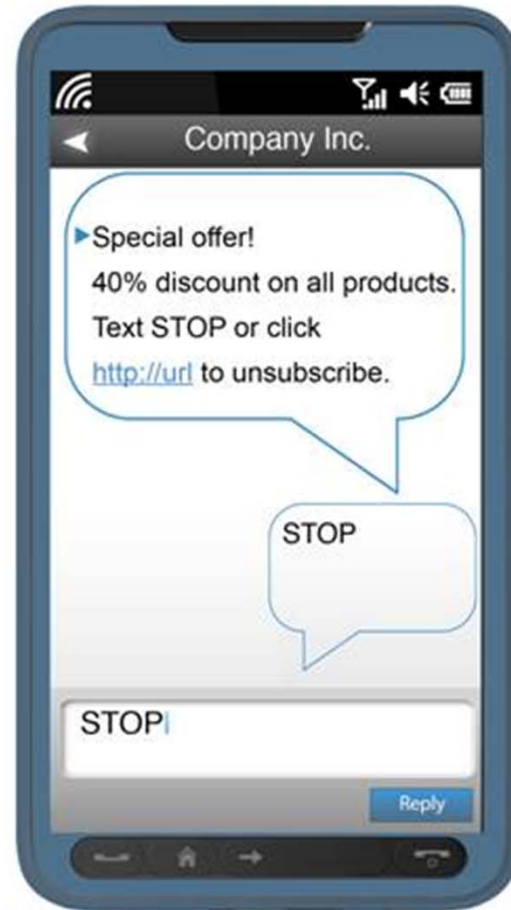 Company Inc.
Special offer!
40% discount on all products.
Text STOP or click
http://url to unsubscribe.
STOP
STOP
Reply